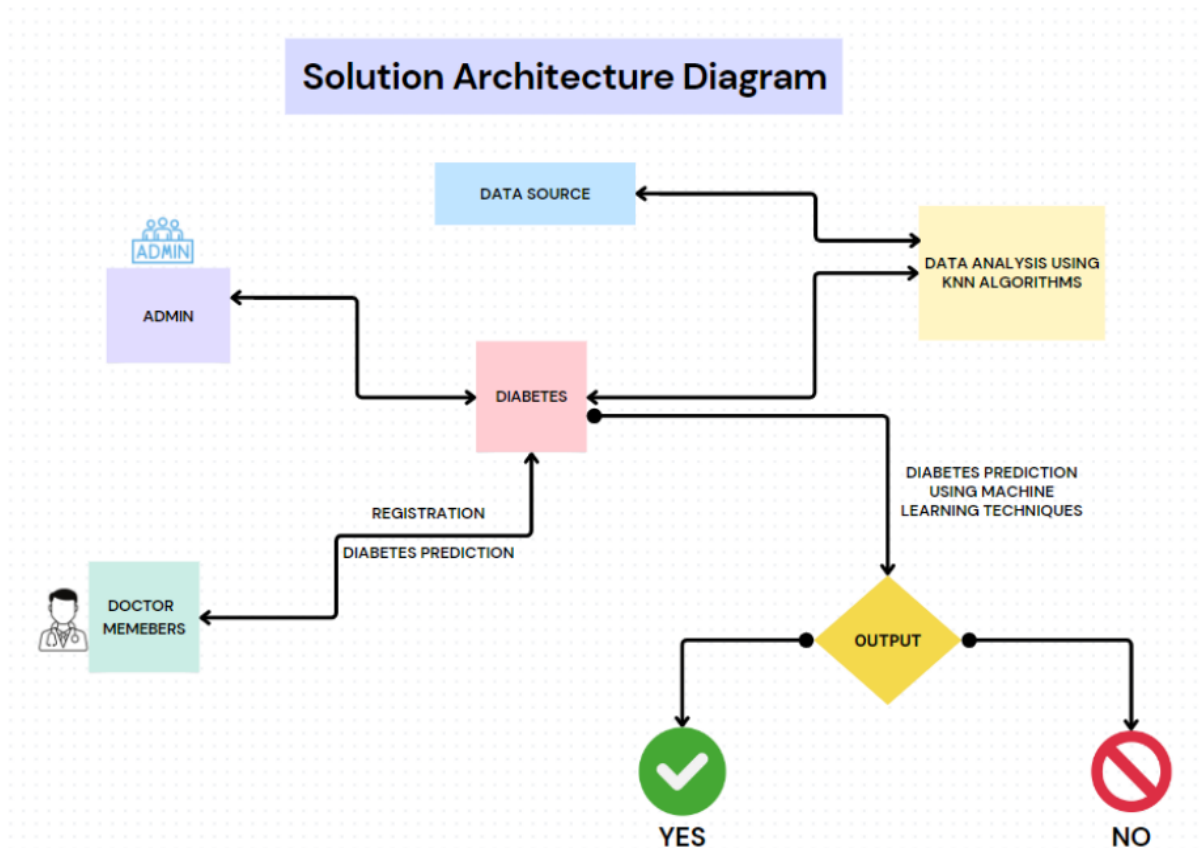 Solution Architecture Diagram
DATA SOURCE
ADMIN
DATA ANALYSIS USING
KNN ALGORITHMS
ADMIN
DIABETES
DIABETES PREDICTION
USING MACHINE
LEARNING TECHNIQUES
REGISTRATION
DIABETES PREDICTION
DOCTOR
MEMEBERS
OUTPUT
YES
NO